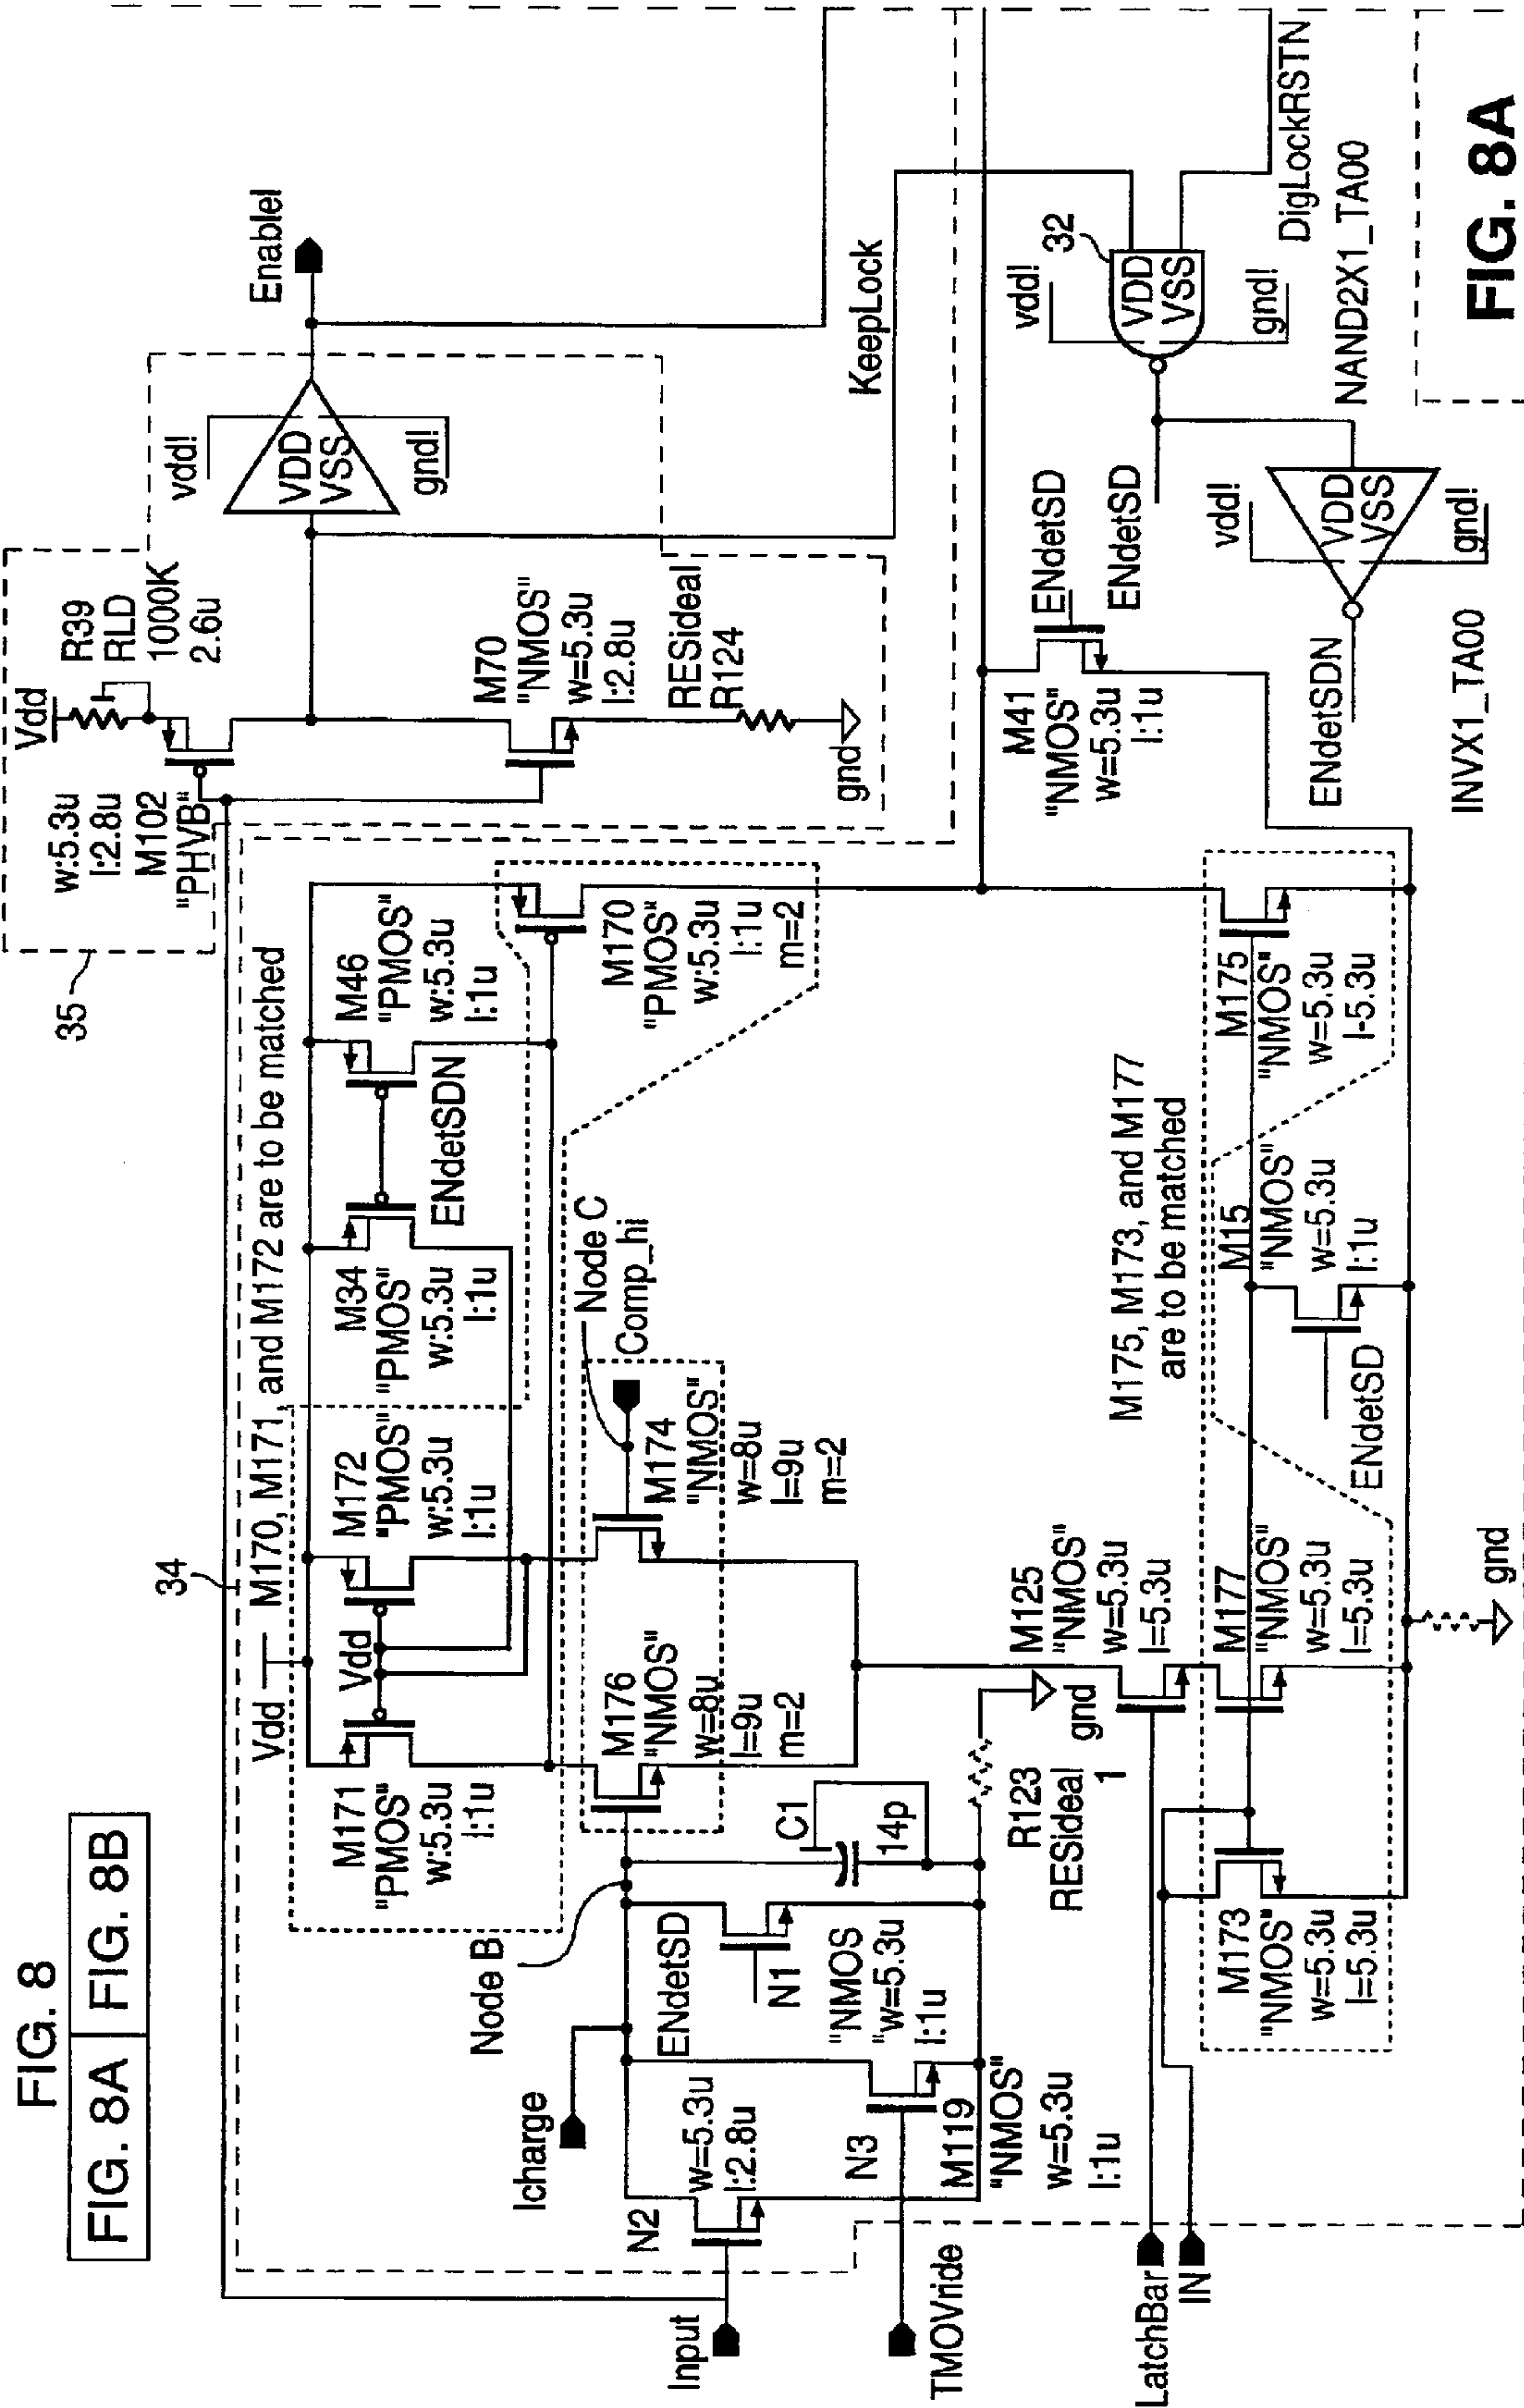 FIG. 8
FIG. 8A FIG. 8B
35
Vdd
R39
RLD
1000K
2.6u
w:5.3u
l:2.8u
M102
"PHVB"
vdd!
VDD
VSS
gnd!
EnableI
M70
"NMOS"
w=5.3u
l:2.8u
RESideal
R124
gnd
KeepLock
34
Vdd
M170, M171, and M172 are to be matched
M171
"PMOS"
w:5.3u
l:1u
Vdd
M172
"PMOS"
w:5.3u
l:1u
M34
"PMOS"
w:5.3u
l:1u
ENdetSDN
M46
"PMOS"
w:5.3u
l:1u
M170
"PMOS"
w:5.3u
l:1u
m=2
Node C
Comp_hi
M176
"NMOS"
w=8u
l=9u
m=2
M174
"NMOS"
w=8u
l=9u
m=2
Node B
Icharge
Input
N2
w=5.3u
l:2.8u
ENdetSD
N1
"NMOS
"w=5.3u
l:1u
C1
14p
TMOVride
N3
M119
"NMOS"
w=5.3u
l:1u
R123
RESideal
1
gnd
M125
"NMOS"
w=5.3u
l=5.3u
LatchBar
IN
M173
"NMOS"
w=5.3u
l=5.3u
M177
"NMOS"
w=5.3u
l=5.3u
gnd
M175, M173, and M177
are to be matched
M15
"NMOS"
w=5.3u
l:1u
ENdetSD
M175
"NMOS"
w=5.3u
l-5.3u
M41
"NMOS"
w=5.3u
l:1u
ENdetSD
ENdetSD
vdd!
32
VDD
VSS
gnd!
DigLockRSTN
NAND2X1_TA00
ENdetSDN
vdd!
VDD
VSS
gnd!
INVX1_TA00
FIG. 8A